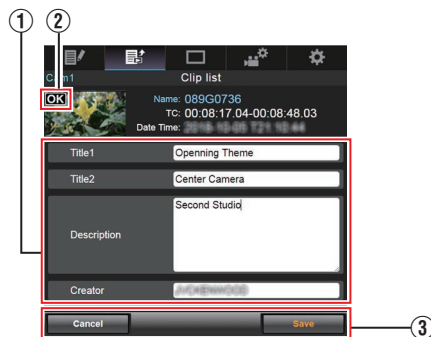 ① ②
Cam1 Clip list
OK
Name: 089G0736
TC: 00:08:17.04-00:08:48.03
Date Time:
Title1 Openning Theme
Title2 Center Camera
Description Second Studio
Creator
Cancel Save
③